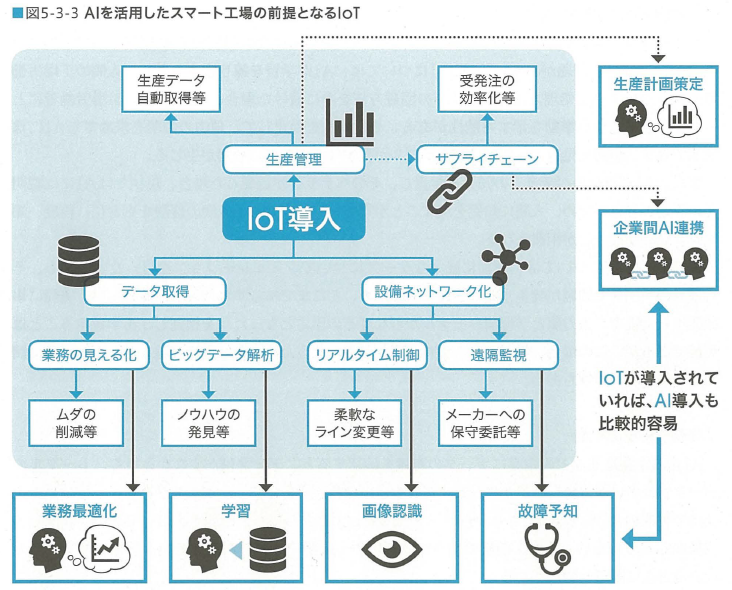 ■図5-3-3 AIを活用したスマート工場の前提となるIoT
生産データ
自動取得等
受発注の
効率化等
生産計画策定
生産管理
サプライチェーン
IoT導入
企業間AI連携
データ取得
設備ネットワーク化
業務の見える化
ビッグデータ解析
リアルタイム制御
遠隔監視
IoTが導入されて
いれば、AI導入も
比較的容易
ムダの
削減等
ノウハウの
発見等
柔軟な
ライン変更等
メーカーへの
保守委託等
業務最適化
学習
画像認識
故障予知